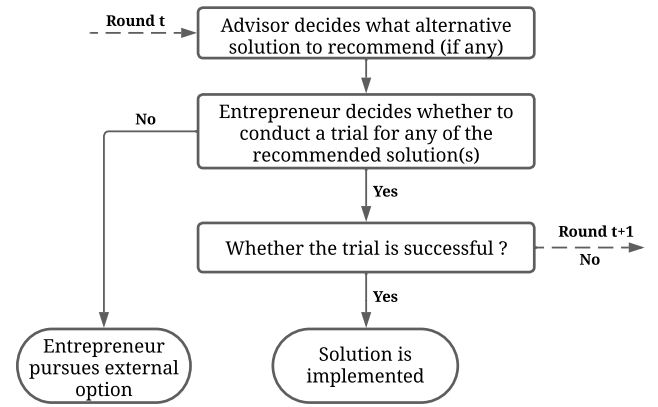 Round t
Advisor decides what alternative
solution to recommend (if any)
No
Entrepreneur decides whether to
conduct a trial for any of the
recommended solution(s)
Yes
Whether the trial is successful ?
Round t+1
No
Yes
Entrepreneur
pursues external
option
Solution is
implemented